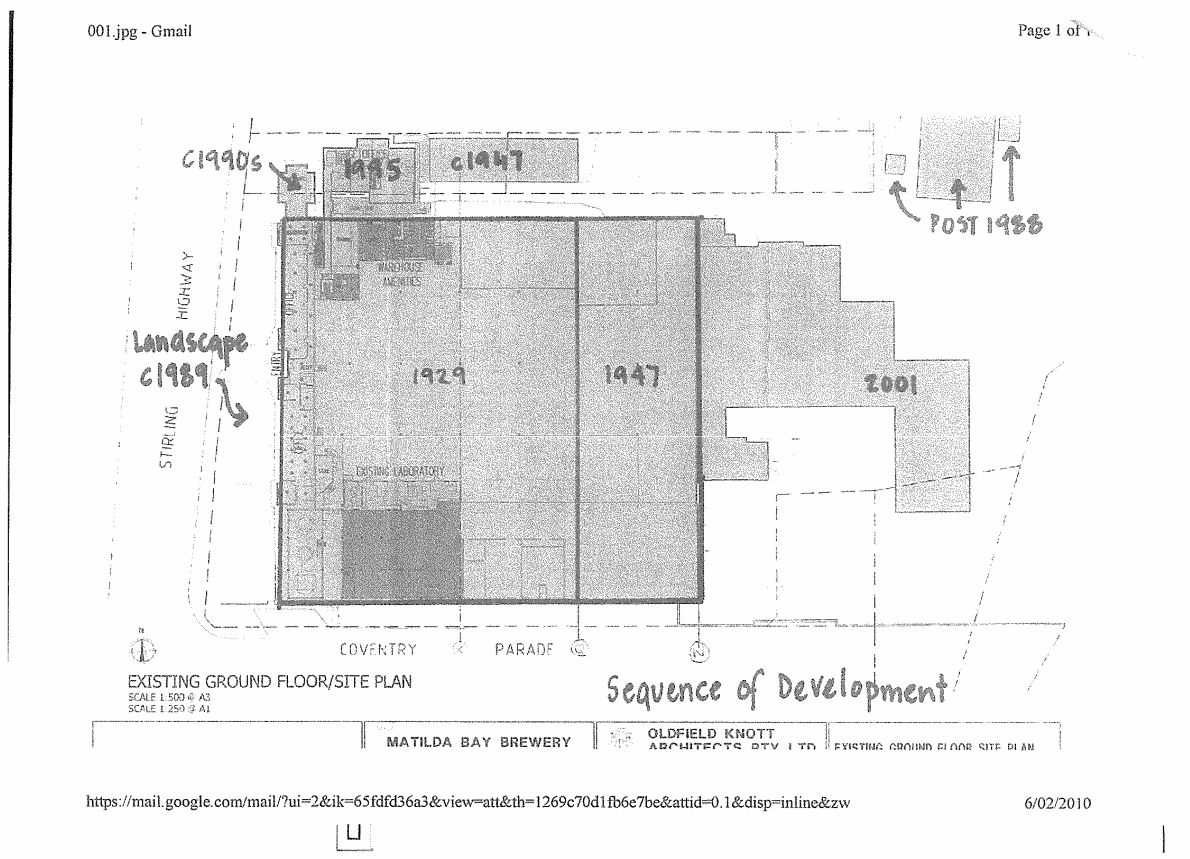 001.jpg - Gmail
Page 1 of
C1990s
1995
c1947
POST 1988
WAREHOUSE
AMENITIES
STIRLING HIGHWAY
Landscape
c1989
ENTRY
OFFICE
1929
1947
2001
EXISTING LABORATORY
COVENTRY PARADE
N
EXISTING GROUND FLOOR/SITE PLAN
SCALE 1:500 @ A3
SCALE 1:250 @ A1
Sequence of Development
MATILDA BAY BREWERY
OLDFIELD KNOTT
ARCHITECTS PTY LTD
EXISTING GROUND FLOOR SITE PLAN
https://mail.google.com/mail/?ui=2&ik=65fdfd36a3&view=att&th=1269c70d1fb6e7be&attid=0.1&disp=inline&zw
6/02/2010